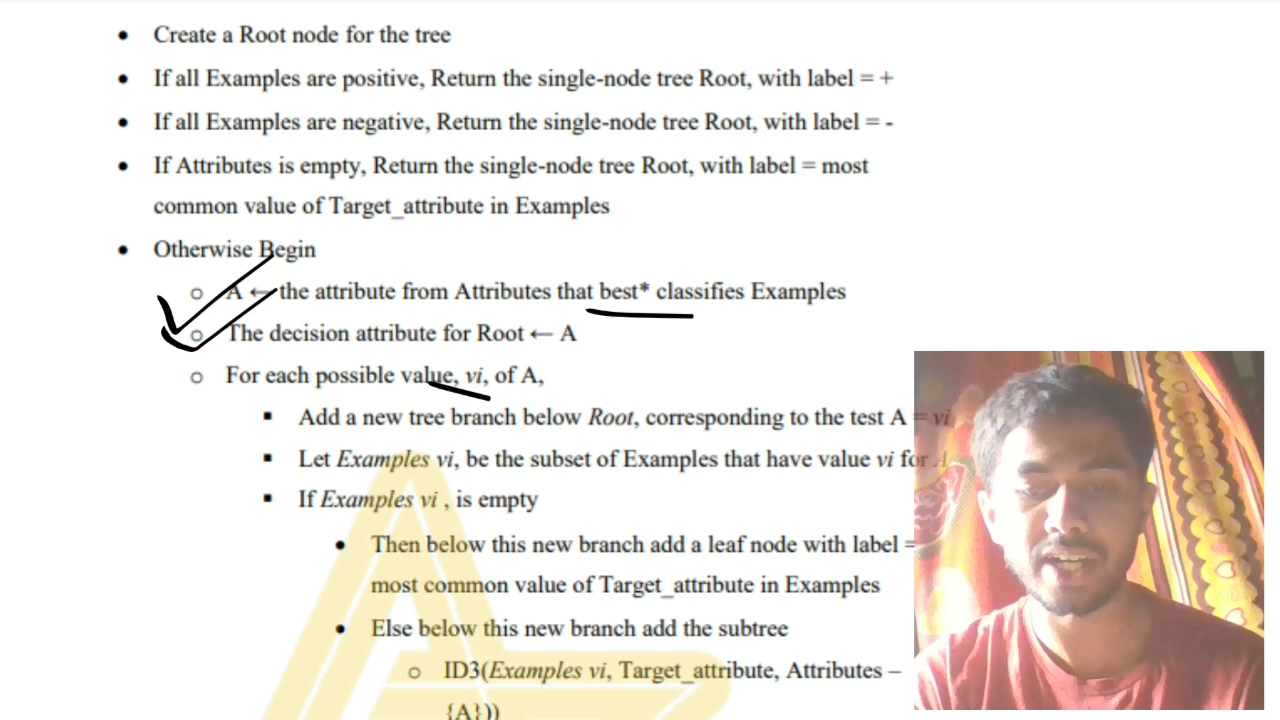 • Create a Root node for the tree
• If all Examples are positive, Return the single-node tree Root, with label = +
• If all Examples are negative, Return the single-node tree Root, with label = -
• If Attributes is empty, Return the single-node tree Root, with label = most
common value of Target_attribute in Examples
• Otherwise Begin
o A ← the attribute from Attributes that best* classifies Examples
o The decision attribute for Root ← A
o For each possible value, vi, of A,
▪ Add a new tree branch below Root, corresponding to the test A = vi
▪ Let Examples vi, be the subset of Examples that have value vi for A
▪ If Examples vi , is empty
• Then below this new branch add a leaf node with label =
most common value of Target_attribute in Examples
• Else below this new branch add the subtree
o ID3(Examples vi, Target_attribute, Attributes –
{A}))